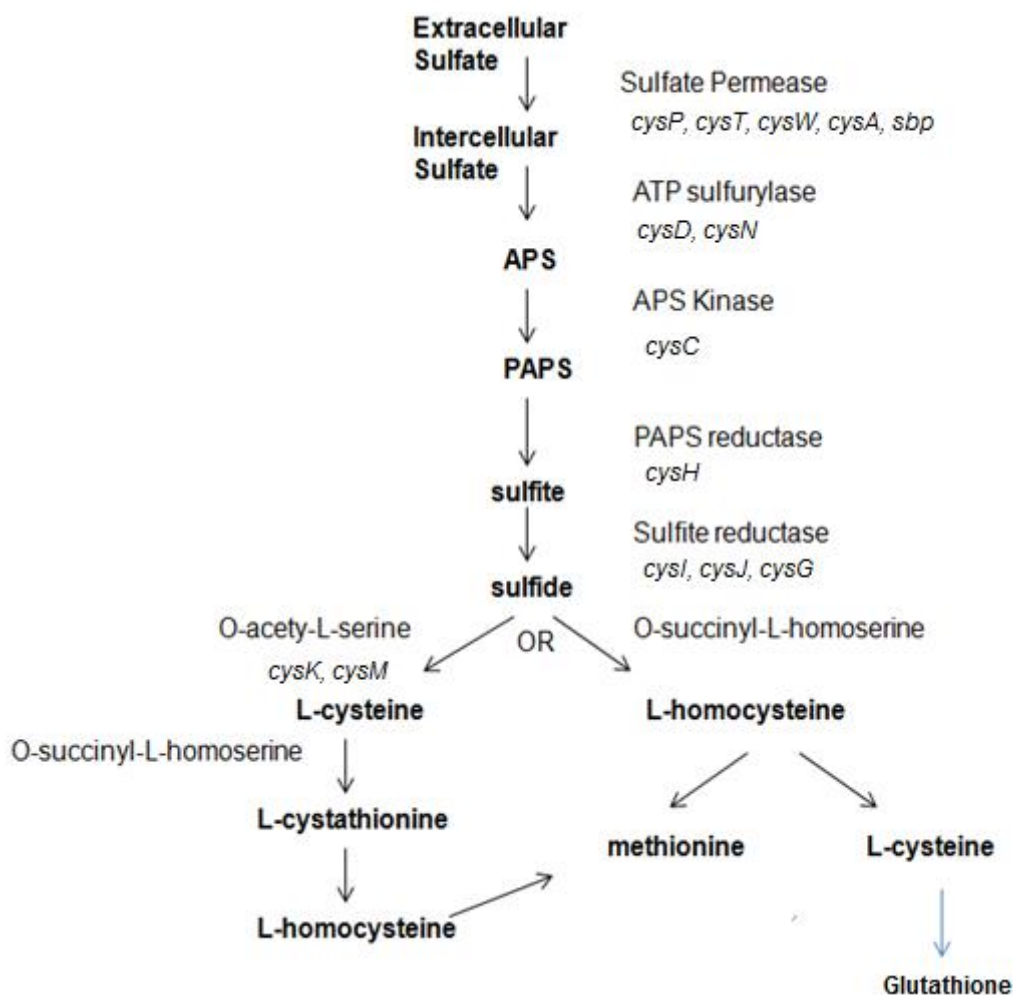 Extracellular
Sulfate
Sulfate Permease
cysP, cysT, cysW, cysA, sbp
Intercellular
Sulfate
ATP sulfurylase
cysD, cysN
APS
APS Kinase
cysC
PAPS
PAPS reductase
cysH
sulfite
Sulfite reductase
cysI, cysJ, cysG
sulfide
O-acety-L-serine
OR
O-succinyl-L-homoserine
cysK, cysM
L-cysteine
L-homocysteine
O-succinyl-L-homoserine
L-cystathionine
methionine
L-cysteine
L-homocysteine
Glutathione